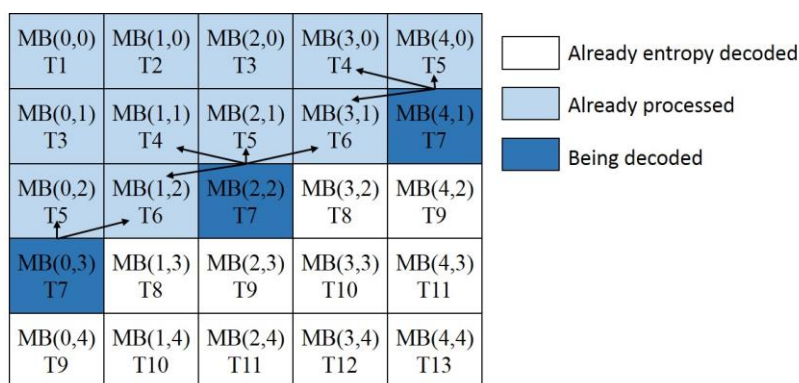 MB(0,0) MB(1,0) MB(2,0) MB(3,0) MB(4,0)
T1 T2 T3 T4 T5
MB(0,1) MB(1,1) MB(2,1) MB(3,1) MB(4,1)
T3 T4 T5 T6 T7
MB(0,2) MB(1,2) MB(2,2) MB(3,2) MB(4,2)
T5 T6 T7 T8 T9
MB(0,3) MB(1,3) MB(2,3) MB(3,3) MB(4,3)
T7 T8 T9 T10 T11
MB(0,4) MB(1,4) MB(2,4) MB(3,4) MB(4,4)
T9 T10 T11 T12 T13
Already entropy decoded
Already processed
Being decoded